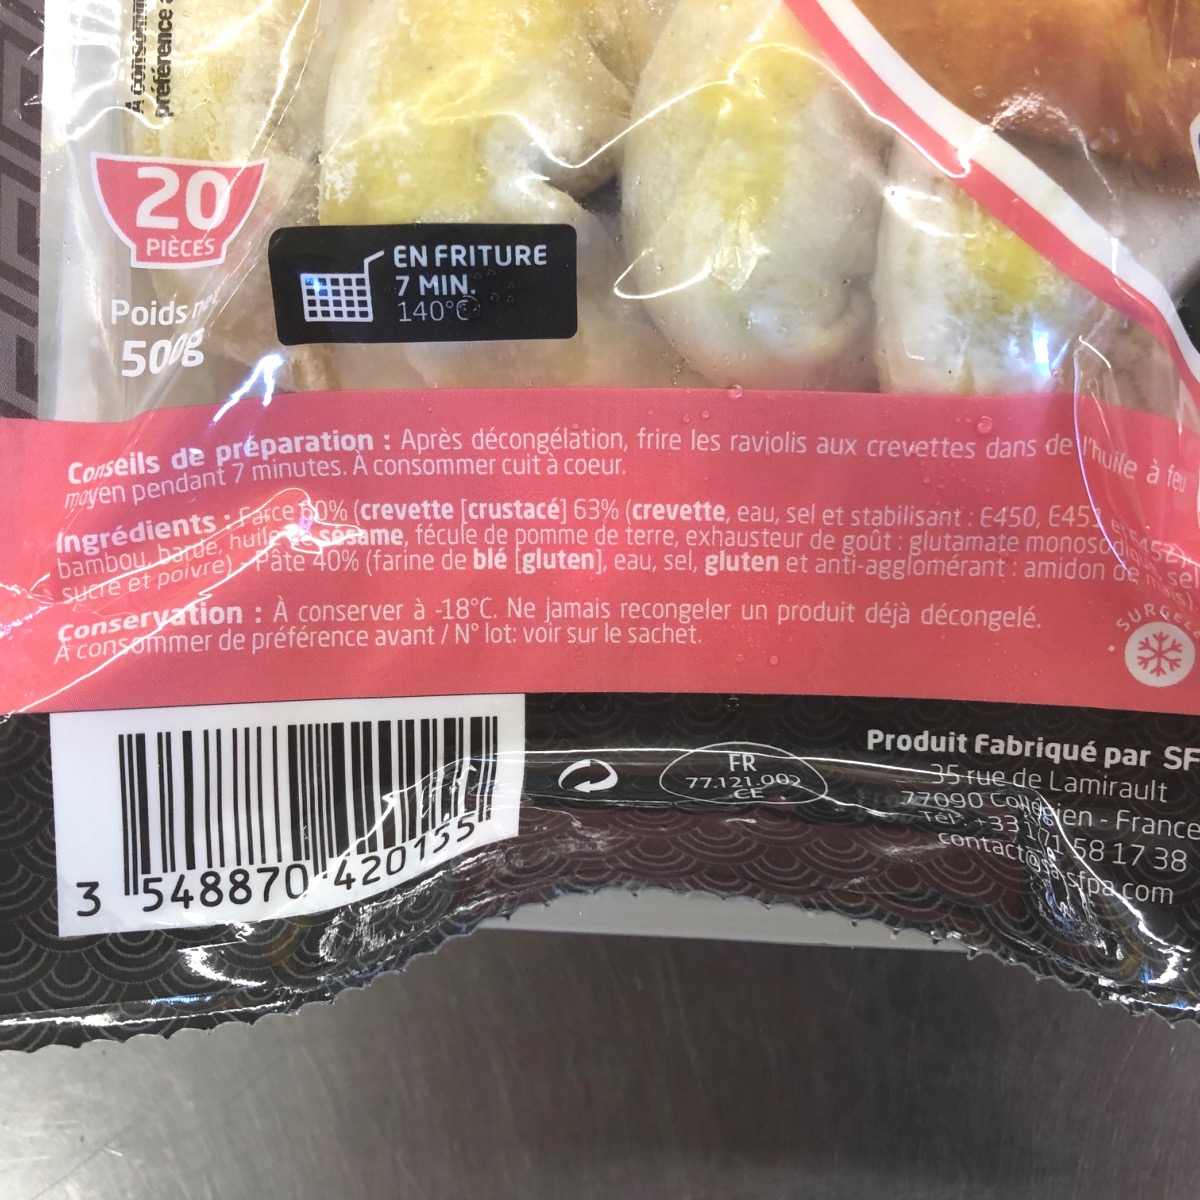 À consomm
préférence a
20
PIÈCES
EN FRITURE
7 MIN.
140°C
Poids net
500g
Conseils de préparation : Après décongélation, frire les raviolis aux crevettes dans de l'huile à feu
moyen pendant 7 minutes. À consommer cuit à coeur.
Ingrédients : Farce 60% (crevette [crustacé] 63% (crevette, eau, sel et stabilisant : E450, E451 et E452),
bambou, barde, huile de sésame, fécule de pomme de terre, exhausteur de goût : glutamate monosodique, sel
sucre et poivre) - Pâte 40% (farine de blé [gluten], eau, sel, gluten et anti-agglomérant : amidon de maïs)
Conservation : À conserver à -18°C. Ne jamais recongeler un produit déjà décongelé.
À consommer de préférence avant / N° lot: voir sur le sachet.
SURGEL
Produit Fabriqué par SF
35 rue de Lamirault
77090 Collégien - France
Tél: +33 1 71 58 17 38
sfpa.com
FR
77.121.002
CE
3 548870 420155